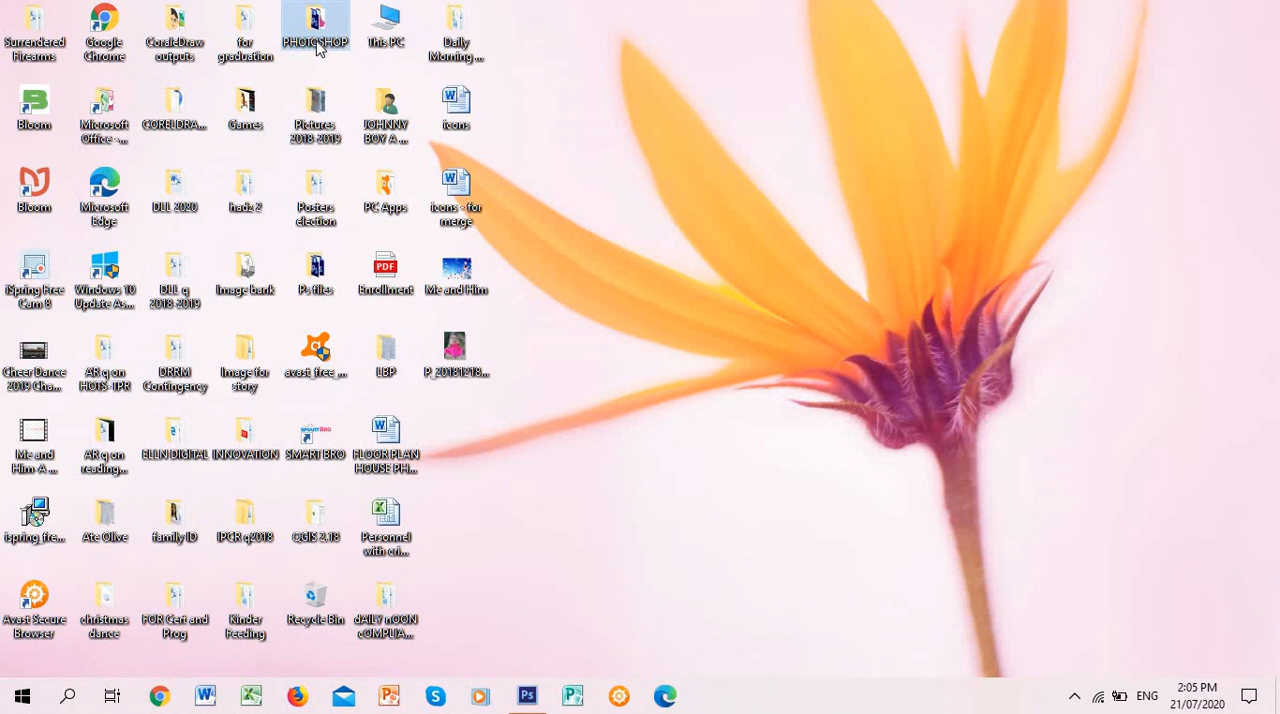 Surrendered
Firearms
Google
Chrome
CoraleDraw
outputs
for
graduation
PHOTOSHOP
This PC
Daily
Morning ...
Bloom
Microsoft
Office -...
CORELDRA...
Games
Pictures
2018-2019
JOHNNY
BOY A ...
icons
Bloom
Microsoft
Edge
DLL 2020
hadz 2
Posters
election
PC Apps
icons - for
merge
iSpring Free
Cam 8
Windows 10
Update As...
DLL q
2018-2019
Image bank
Ps files
PDF
Enrollment
Me and Him
Cheer Dance
2019 Cha...
AR q on
HOTS-IPR
DRRM
Contingency
Image for
story
avast_free_...
LBP
P_20181218...
Me and
Him-A ...
AR q on
reading...
ELLN DIGITAL
INNOVATION
SMART BRO
FLOOR PLAN
HOUSE PH...
ispring_fre...
Ate Olive
family ID
IPCR q2018
QGIS 2.18
Personnel
with cri...
Avast Secure
Browser
christmas
dance
FOR Cert and
Prog
Kinder
Feeding
Recycle Bin
dAILY nOON
cOMPLIA...
ENG
2:05 PM
21/07/2020